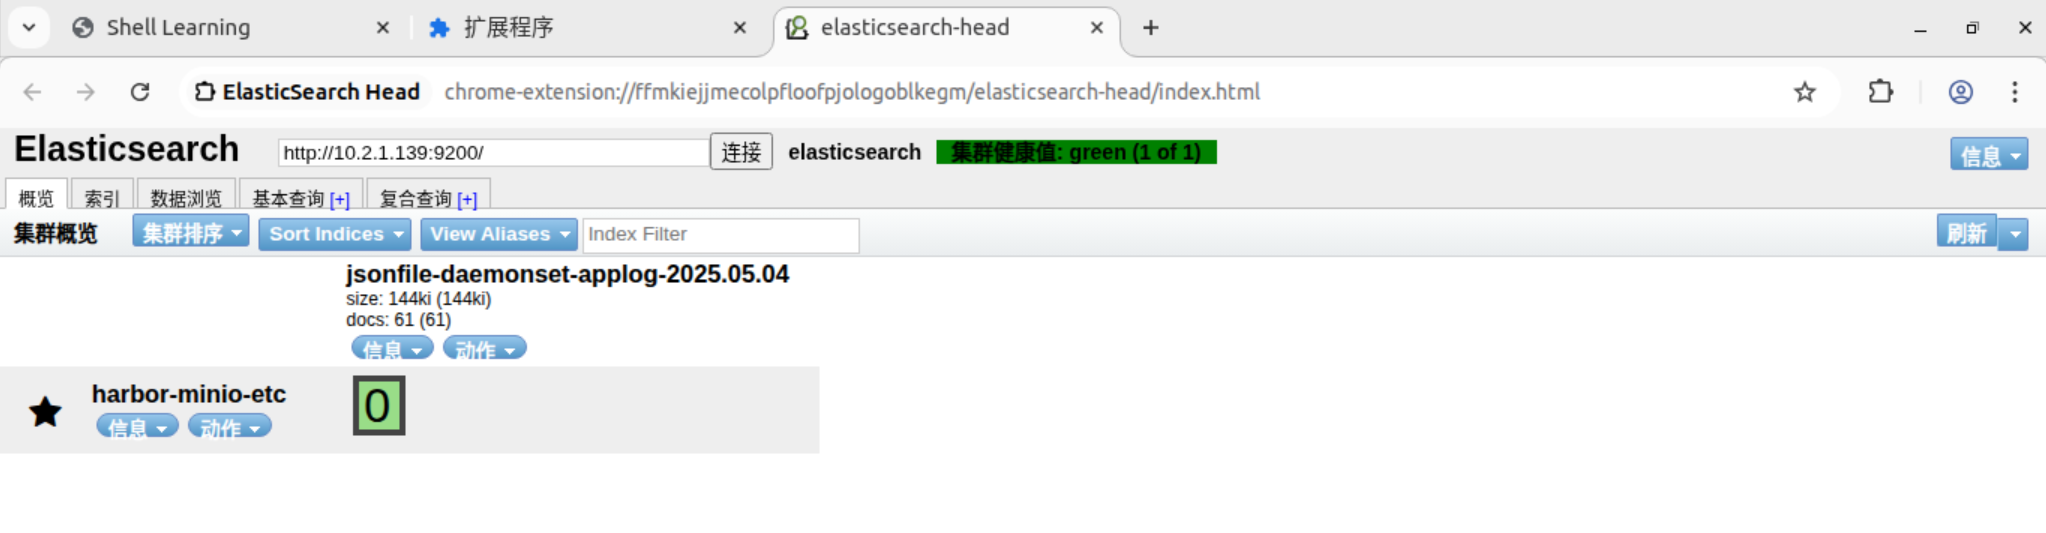 Shell Learning
扩展程序
elasticsearch-head
ElasticSearch Head chrome-extension://ffmkiejjmecolpfloofpjologoblkegm/elasticsearch-head/index.html
Elasticsearch http://10.2.1.139:9200/ 连接 elasticsearch 集群健康值: green (1 of 1) 信息
概览 索引 数据浏览 基本查询 [+] 复合查询 [+]
集群概览 集群排序 Sort Indices View Aliases Index Filter 刷新
jsonfile-daemonset-applog-2025.05.04
size: 144ki (144ki)
docs: 61 (61)
信息 动作
harbor-minio-etc 0
信息 动作